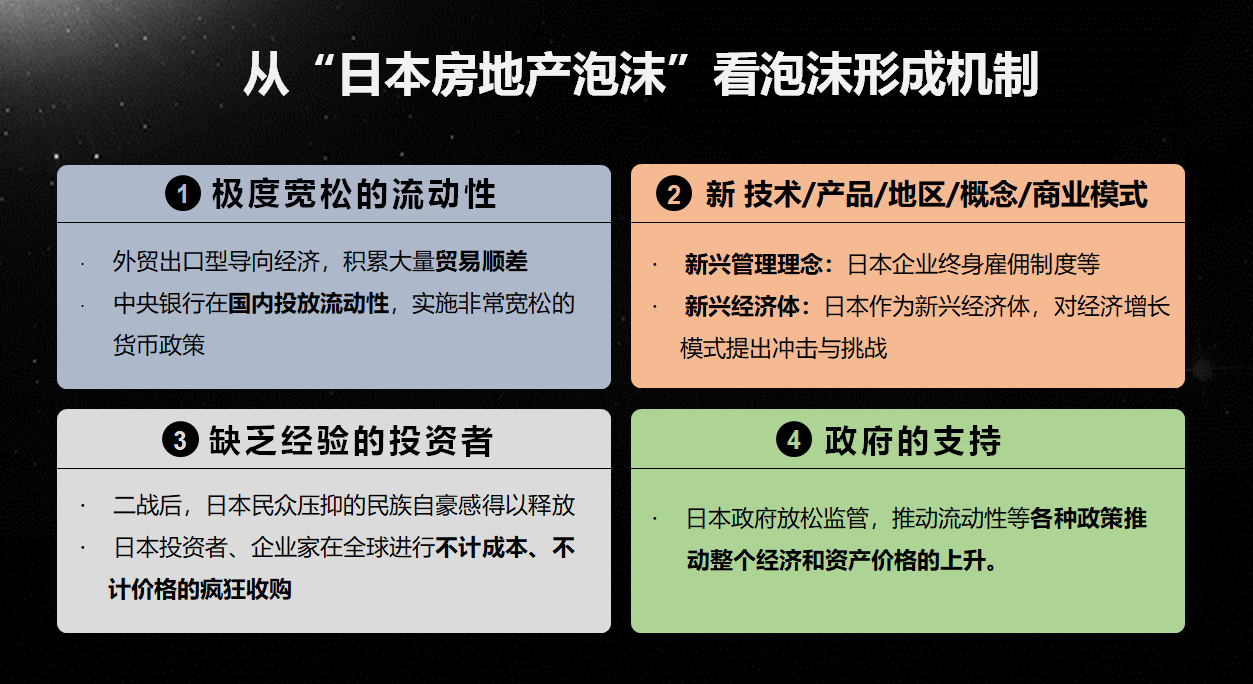 从“日本房地产泡沫”看泡沫形成机制
1 极度宽松的流动性
· 外贸出口型导向经济，积累大量贸易顺差
· 中央银行在国内投放流动性，实施非常宽松的
货币政策
2 新 技术/产品/地区/概念/商业模式
· 新兴管理理念：日本企业终身雇佣制度等
· 新兴经济体：日本作为新兴经济体，对经济增长
模式提出冲击与挑战
3 缺乏经验的投资者
· 二战后，日本民众压抑的民族自豪感得以释放
· 日本投资者、企业家在全球进行不计成本、不
计价格的疯狂收购
4 政府的支持
· 日本政府放松监管，推动流动性等各种政策推
动整个经济和资产价格的上升。